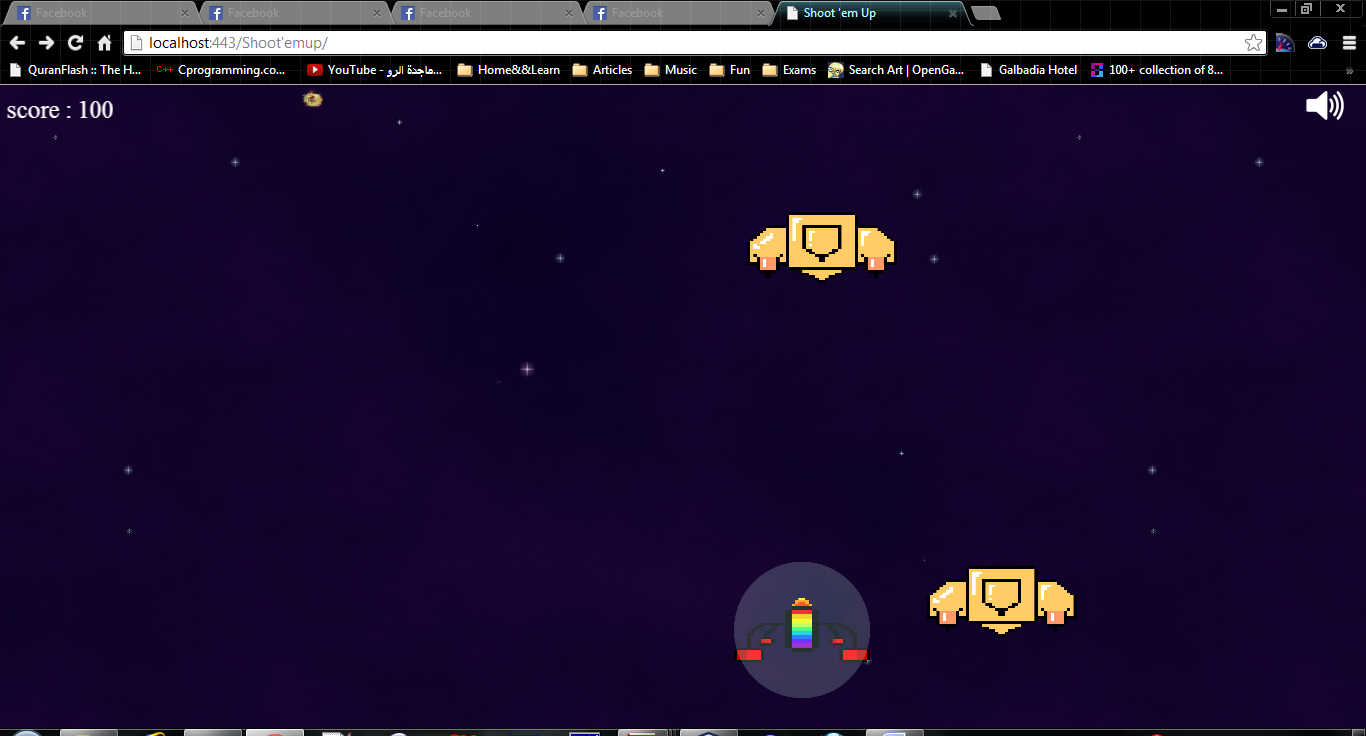 Facebook
Facebook
Facebook
Facebook
Shoot 'em Up
localhost:443/Shoot'emup/
QuranFlash :: The H...
Cprogramming.co...
YouTube - ماجدة الرو...
Home&&Learn
Articles
Music
Fun
Exams
Search Art | OpenGa...
Galbadia Hotel
100+ collection of 8...
score : 100